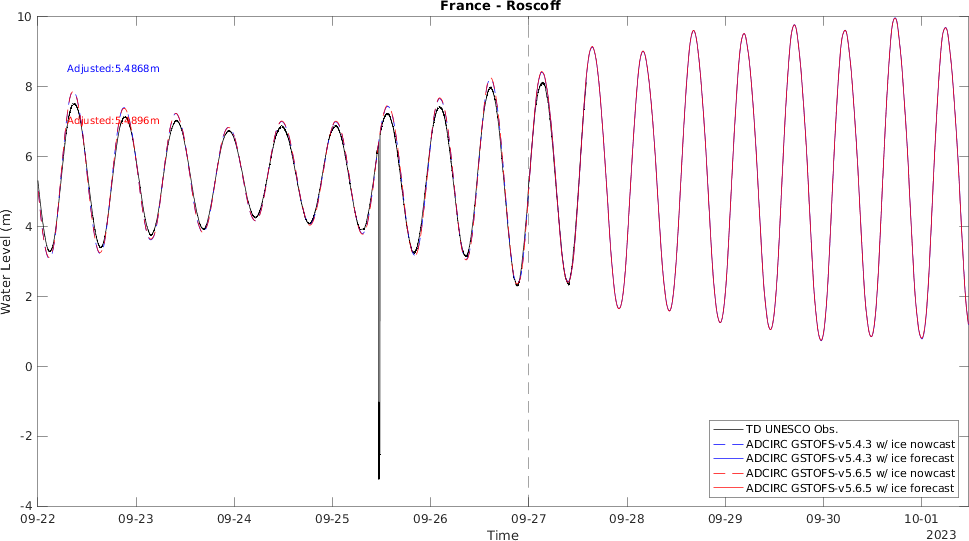 France - Roscoff
Adjusted:5.4868m
Adjusted:5.4896m
Water Level (m)
10
8
6
4
2
0
-2
-4
09-22
09-23
09-24
09-25
09-26
09-27
09-28
09-29
09-30
10-01
Time
2023
TD UNESCO Obs.
ADCIRC GSTOFS-v5.4.3 w/ ice nowcast
ADCIRC GSTOFS-v5.4.3 w/ ice forecast
ADCIRC GSTOFS-v5.6.5 w/ ice nowcast
ADCIRC GSTOFS-v5.6.5 w/ ice forecast